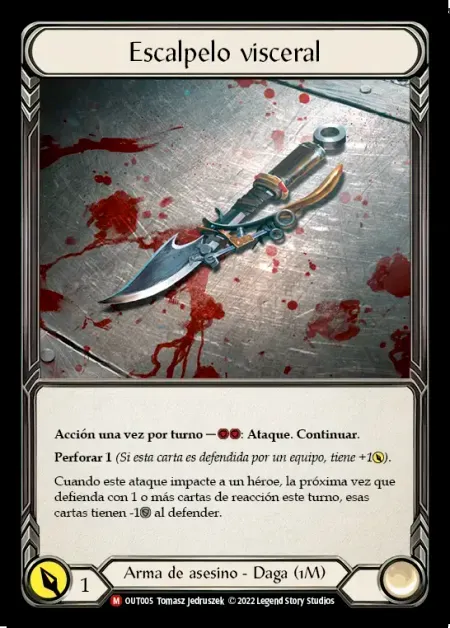 Escalpelo visceral
Acción una vez por turno — : Ataque. Continuar.
Perforar 1 (Si esta carta es defendida por un equipo, tiene +1).
Cuando este ataque impacte a un héroe, la próxima vez que
defienda con 1 o más cartas de reacción este turno, esas
cartas tienen -1 al defender.
1
Arma de asesino - Daga (1M)
M OUT005 Tomasz Jedruszek © 2022 Legend Story Studios